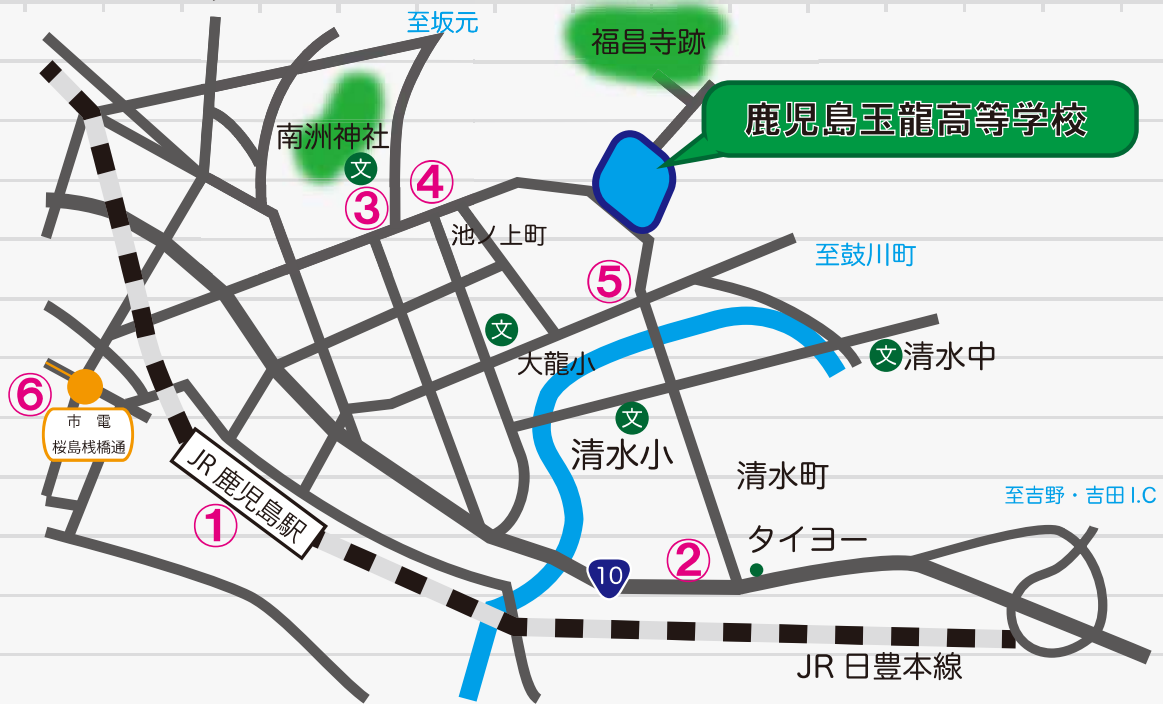 至坂元
福昌寺跡
鹿児島玉龍高等学校
南洲神社
文
④
③
池ノ上町
至鼓川町
⑤
文
大龍小
文 清水中
⑥
市 電
桜島桟橋通
文
清水小
JR 鹿児島駅
清水町
至吉野・吉田 I.C
①
タイヨー
②
10
JR 日豊本線